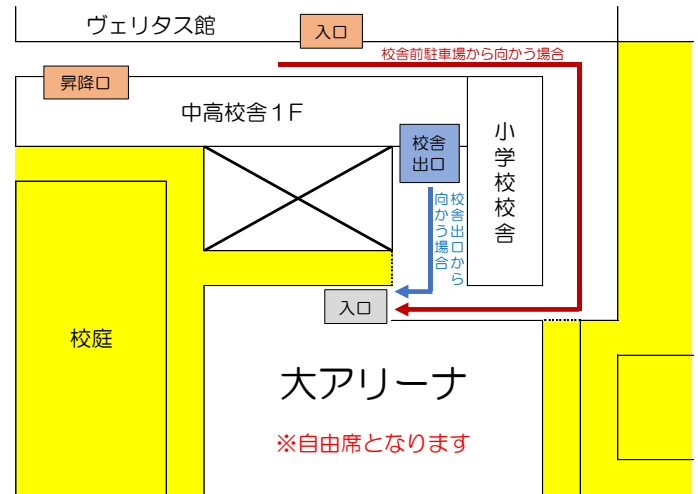 ヴェリタス館
入口
校舎前駐車場から向かう場合
昇降口
中高校舎１F
校舎
出口
小学校校舎
校舎出口から
向かう場合
入口
校庭
大アリーナ
※自由席となります